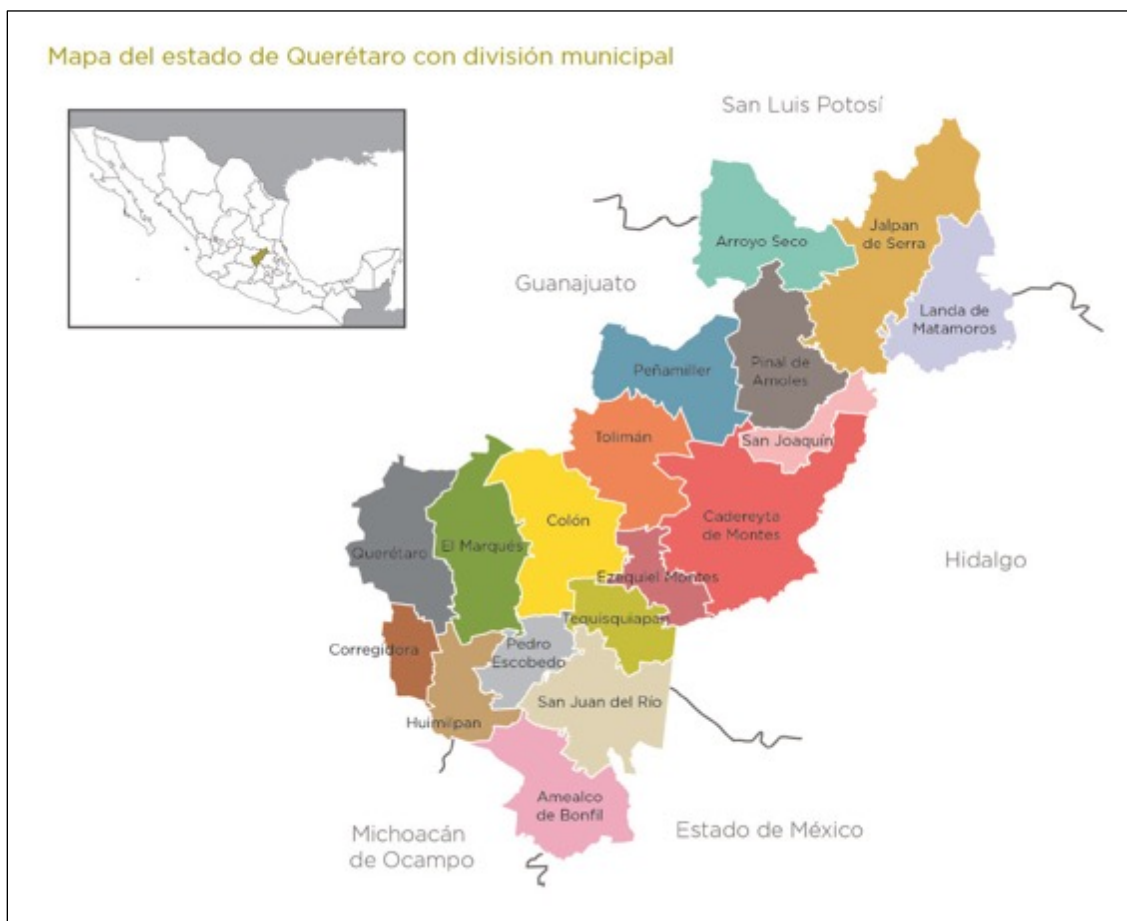 Mapa del estado de Querétaro con división municipal
San Luis Potosí
Jalpan
de Serra
Arroyo Seco
Guanajuato
Landa de
Matamoros
Peñamiller
Pinal de
Amoles
Tolimán
San Joaquín
Cadereyta
de Montes
Colón
El Marqués
Querétaro
Hidalgo
Ezequiel Montes
Tequisquiapan
Pedro
Escobedo
Corregidora
San Juan del Río
Huimilpan
Amealco
de Bonfil
Michoacán
de Ocampo
Estado de México